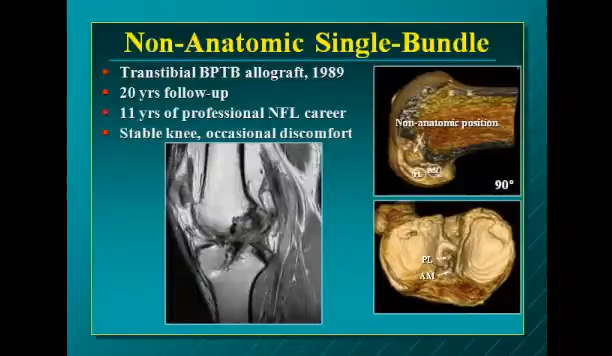 Non-Anatomic Single-Bundle
Transtibial BPTB allograft, 1989
20 yrs follow-up
11 yrs of professional NFL career
Stable knee, occasional discomfort
Non-anatomic position
90°
PL
AM